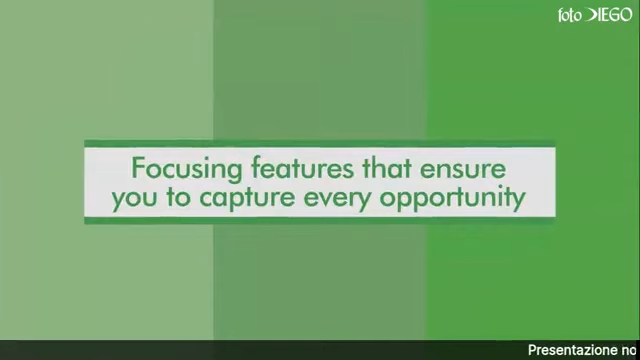 foto DIEGO
Focusing features that ensure
you to capture every opportunity
Presentazione no